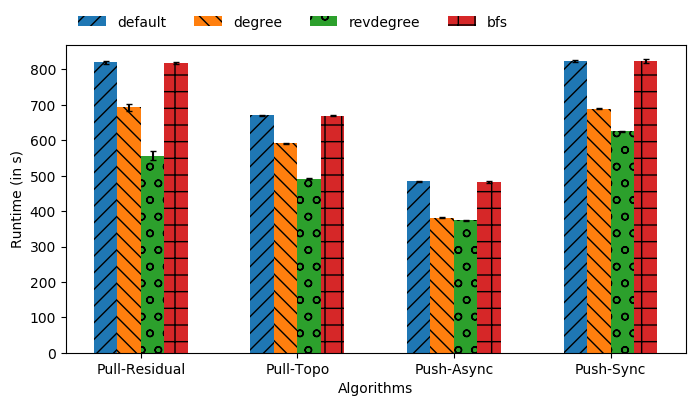 default degree revdegree bfs
Runtime (in s)
800
700
600
500
400
300
200
100
0
Pull-Residual Pull-Topo Push-Async Push-Sync
Algorithms